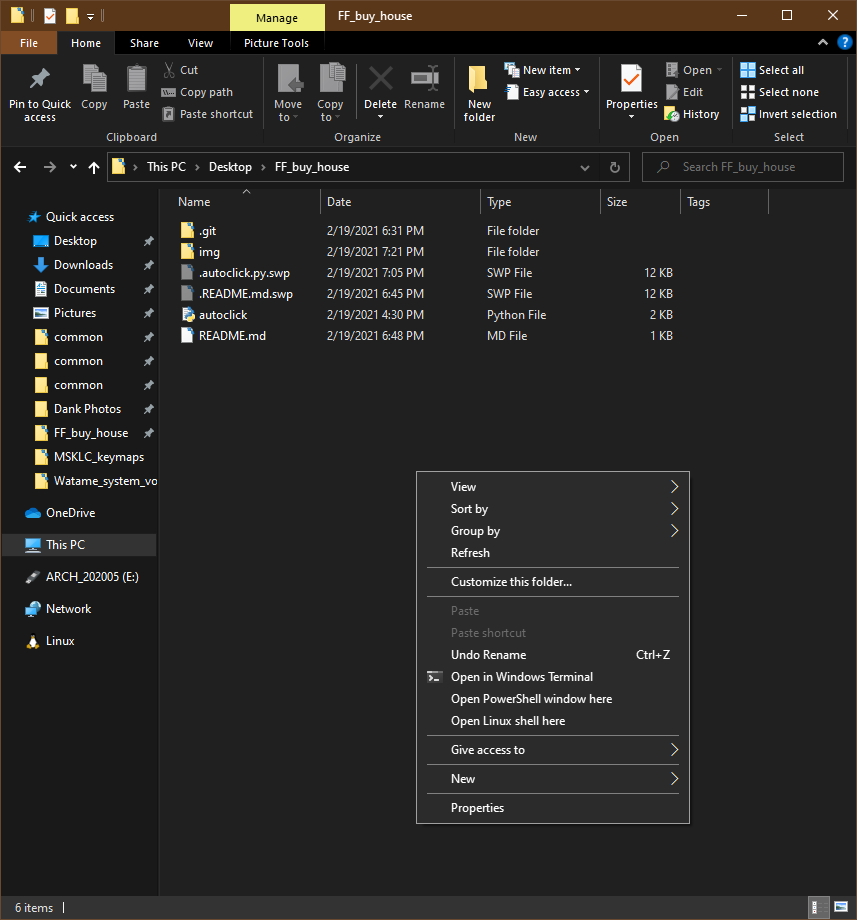 Manage
FF_buy_house
File
Home
Share
View
Picture Tools
Pin to Quick access
Copy
Paste
Cut
Copy path
Paste shortcut
Move to
Copy to
Delete
Rename
New folder
New item
Easy access
Properties
Open
Edit
History
Select all
Select none
Invert selection
Clipboard
Organize
New
Open
Select
This PC
Desktop
FF_buy_house
Search FF_buy_house
Name
Date
Type
Size
Tags
.git 2/19/2021 6:31 PM File folder
img 2/19/2021 7:21 PM File folder
.autoclick.py.swp 2/19/2021 7:05 PM SWP File 12 KB
.README.md.swp 2/19/2021 6:45 PM SWP File 12 KB
autoclick 2/19/2021 4:30 PM Python File 2 KB
README.md 2/19/2021 6:48 PM MD File 1 KB
Quick access
Desktop
Downloads
Documents
Pictures
common
common
common
Dank Photos
FF_buy_house
MSKLC_keymaps
Watame_system_vo
OneDrive
This PC
ARCH_202005 (E:)
Network
Linux
View
Sort by
Group by
Refresh
Customize this folder...
Paste
Paste shortcut
Undo Rename Ctrl+Z
Open in Windows Terminal
Open PowerShell window here
Open Linux shell here
Give access to
New
Properties
6 items